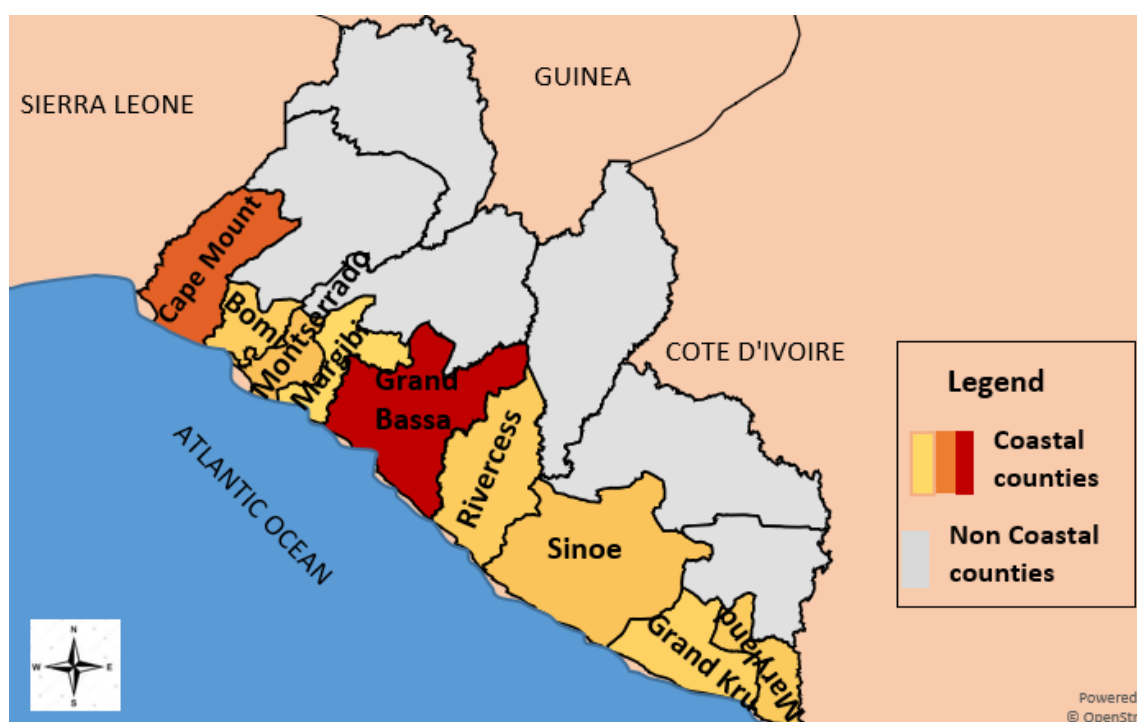 GUINEA
SIERRA LEONE
Cape Mount
Bomi
Montserrado
Margibi
COTE D'IVOIRE
Grand
Bassa
Rivercess
Sinoe
Grand Kru
Maryland
ATLANTIC OCEAN
Legend
Coastal
counties
Non Coastal
counties
N
W
E
S
Powered
© OpenStr